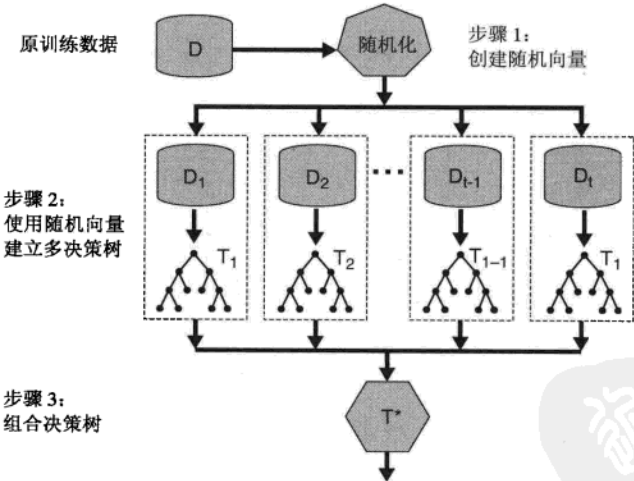 原训练数据
D
随机化
步骤 1：
创建随机向量
D1
D2
Dt-1
Dt
步骤 2：
使用随机向量
建立多决策树
T1
T2
T1–1
T1
步骤 3：
组合决策树
T*